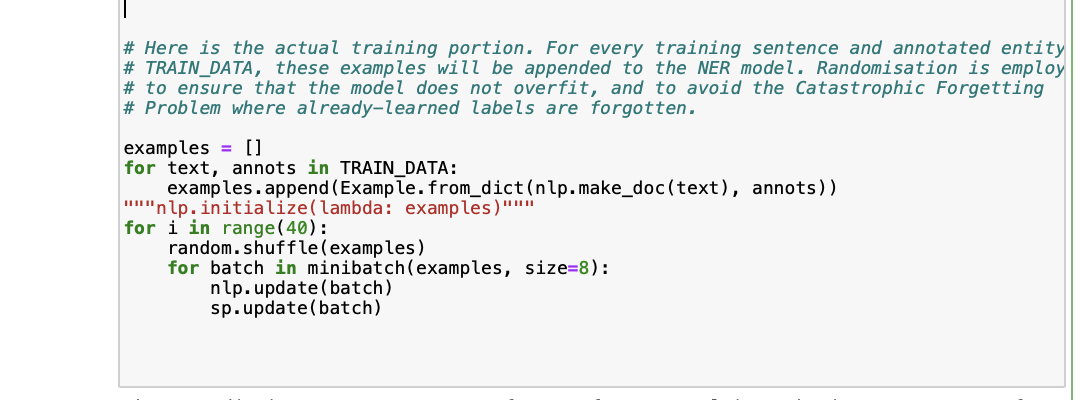 # Here is the actual training portion. For every training sentence and annotated entity
# TRAIN_DATA, these examples will be appended to the NER model. Randomisation is employ
# to ensure that the model does not overfit, and to avoid the Catastrophic Forgetting
# Problem where already-learned labels are forgotten.
examples = []
for text, annots in TRAIN_DATA:
    examples.append(Example.from_dict(nlp.make_doc(text), annots))
"""nlp.initialize(lambda: examples)"""
for i in range(40):
    random.shuffle(examples)
    for batch in minibatch(examples, size=8):
        nlp.update(batch)
        sp.update(batch)